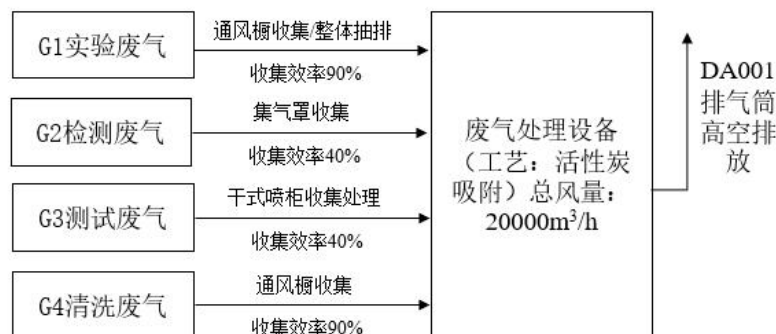 G1实验废气
通风橱收集/整体抽排
收集效率90%
G2检测废气
集气罩收集
收集效率40%
G3测试废气
干式喷柜收集处理
收集效率40%
G4清洗废气
通风橱收集
收集效率90%
废气处理设备
（工艺：活性炭
吸附）总风量：
20000m³/h
DA001
排气筒
高空排
放